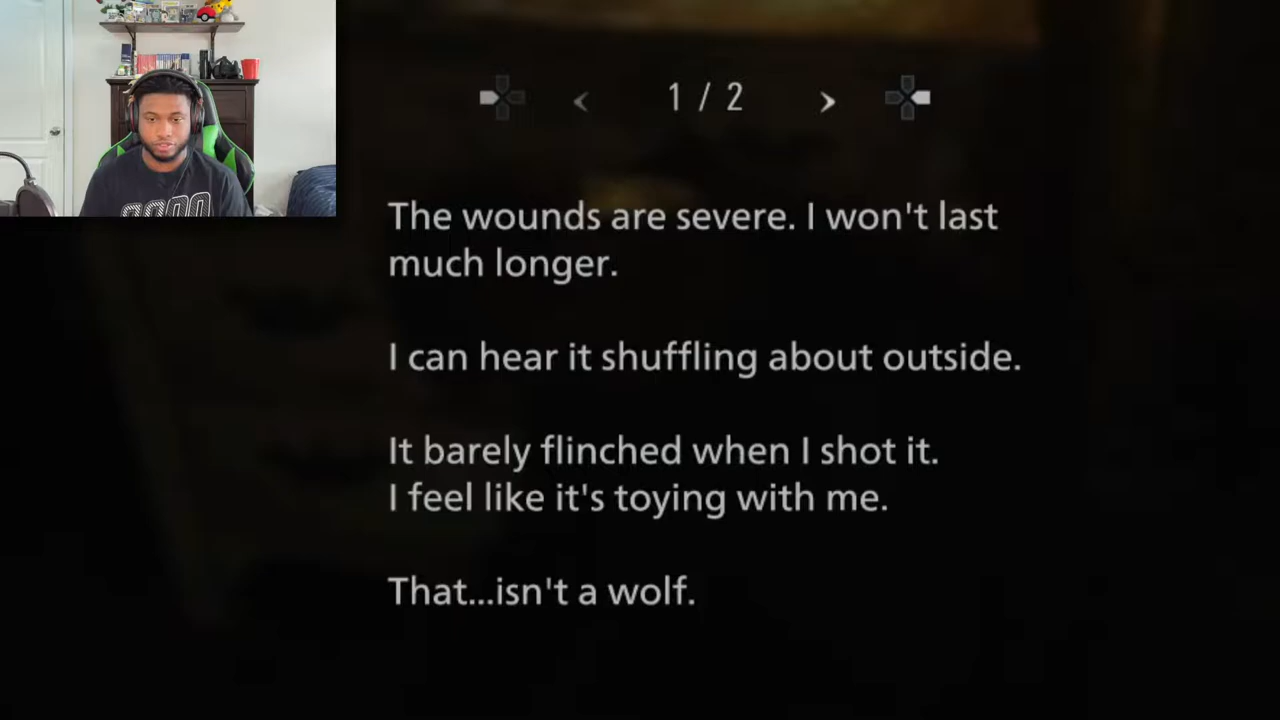 1 / 2
The wounds are severe. I won't last
much longer.
I can hear it shuffling about outside.
It barely flinched when I shot it.
I feel like it's toying with me.
That...isn't a wolf.